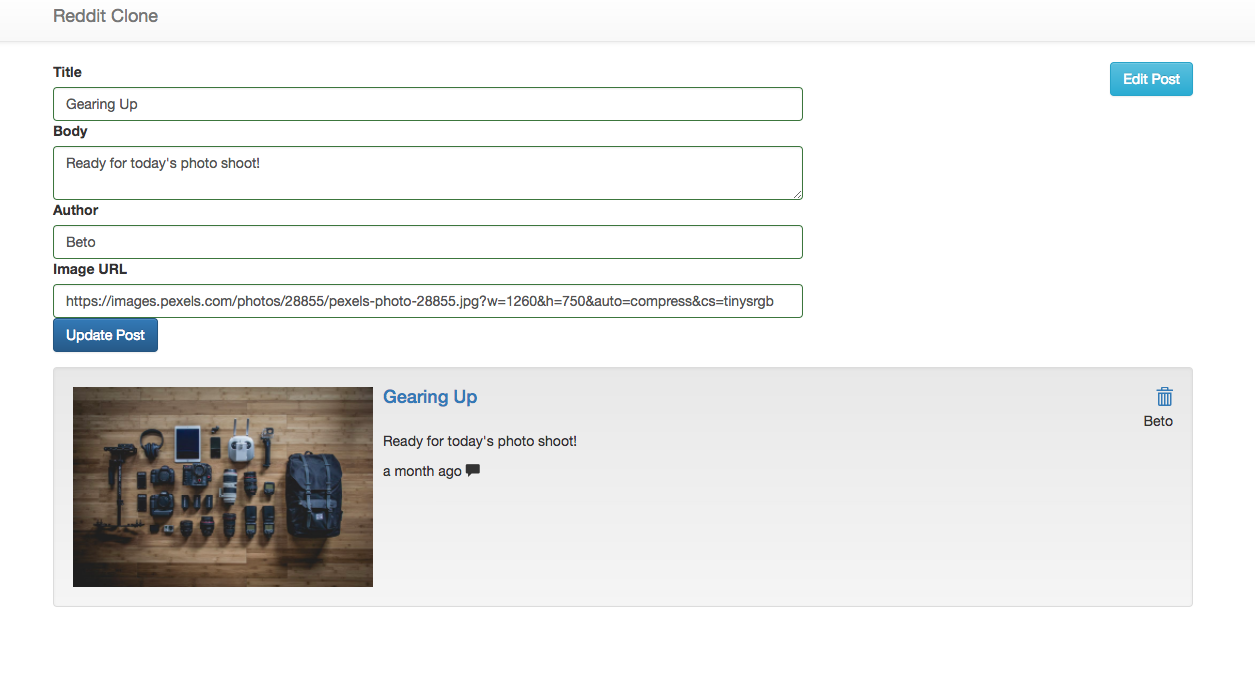 Reddit Clone
Title
Edit Post
Gearing Up
Body
Ready for today's photo shoot!
Author
Beto
Image URL
https://images.pexels.com/photos/28855/pexels-photo-28855.jpg?w=1260&h=750&auto=compress&cs=tinysrgb
Update Post
Gearing Up
Beto
Ready for today's photo shoot!
a month ago